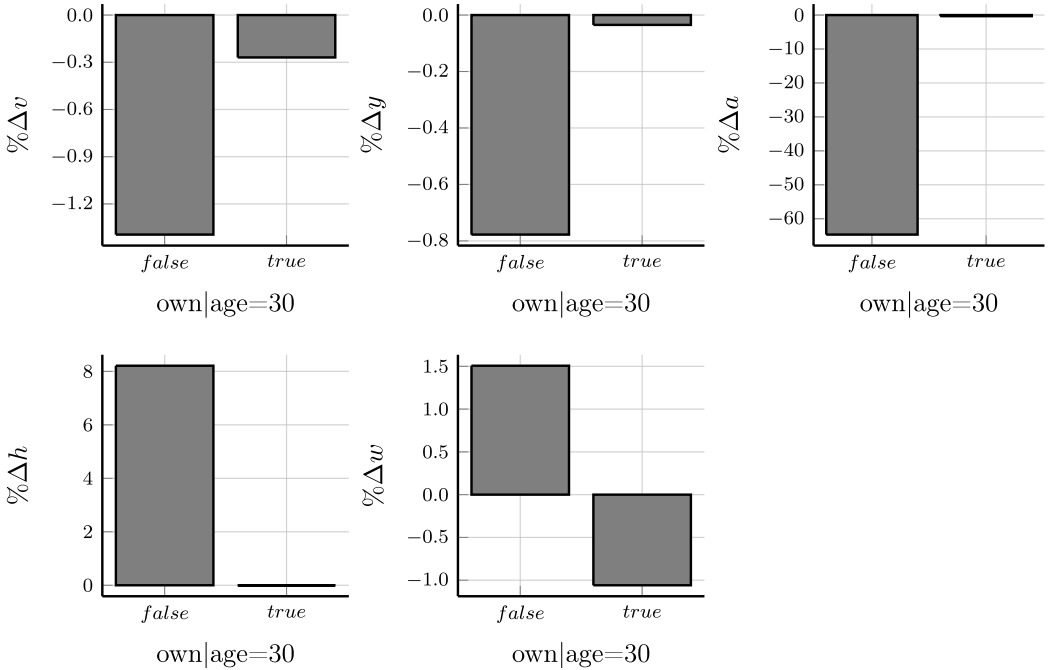 %Δv
0.0
−0.3
−0.6
−0.9
−1.2
false true
own|age=30
%Δy
0.0
−0.2
−0.4
−0.6
−0.8
false true
own|age=30
%Δa
0
−10
−20
−30
−40
−50
−60
false true
own|age=30
%Δh
8
6
4
2
0
false true
own|age=30
%Δw
1.5
1.0
0.5
0.0
−0.5
−1.0
false true
own|age=30